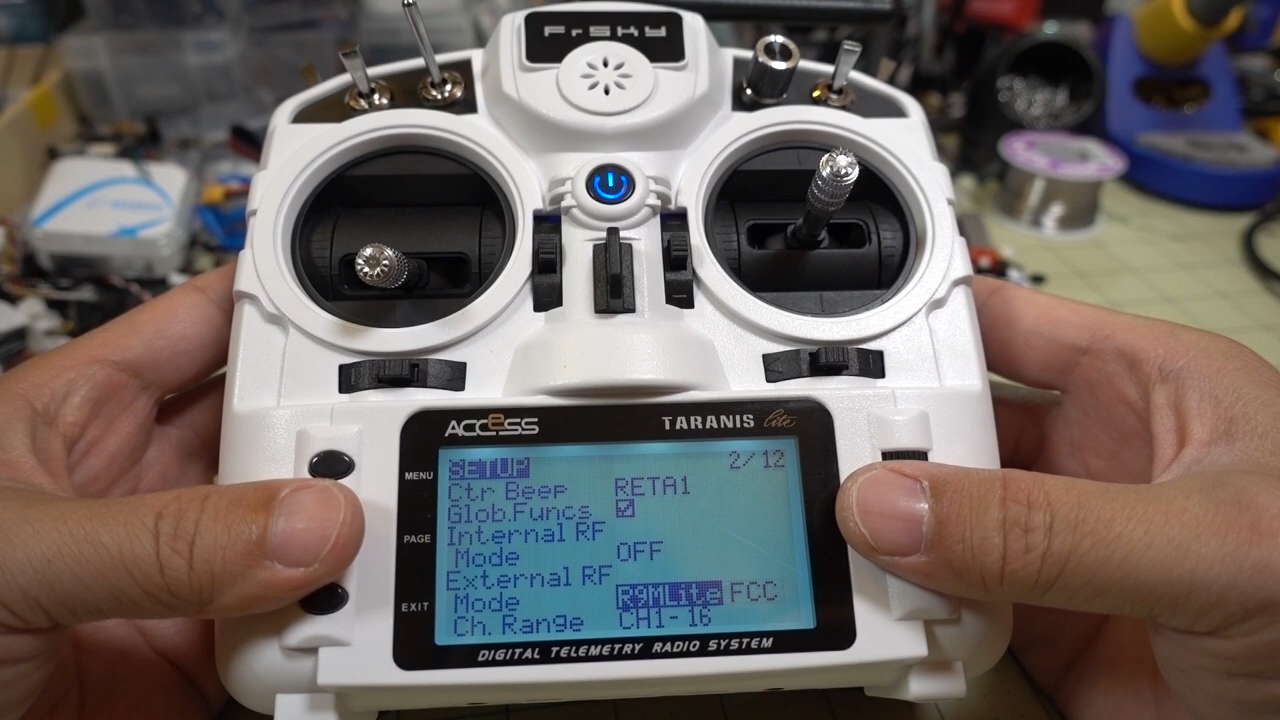 FrSKY
ACCeSS
TARANIS lite
MENU
PAGE
EXIT
SETUP 2/12
Ctr Beep RETA1
Glob.Funcs
Internal RF
Mode OFF
External RF
Mode R9MLite FCC
Ch. Range CH1-16
DIGITAL TELEMETRY RADIO SYSTEM